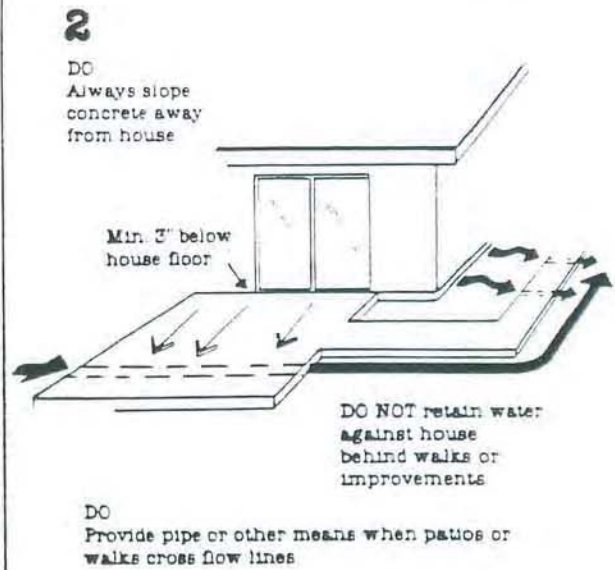 2
DO
Always slope
concrete away
from house
Min. 3" below
house floor
DO NOT retain water
against house
behind walks or
improvements
DO
Provide pipe or other means when patios or
walks cross flow lines